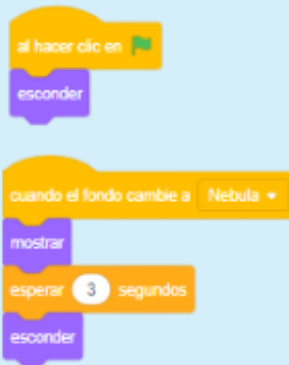 al hacer clic en
esconder
cuando el fondo cambie a Nebula
mostrar
esperar 3 segundos
esconder